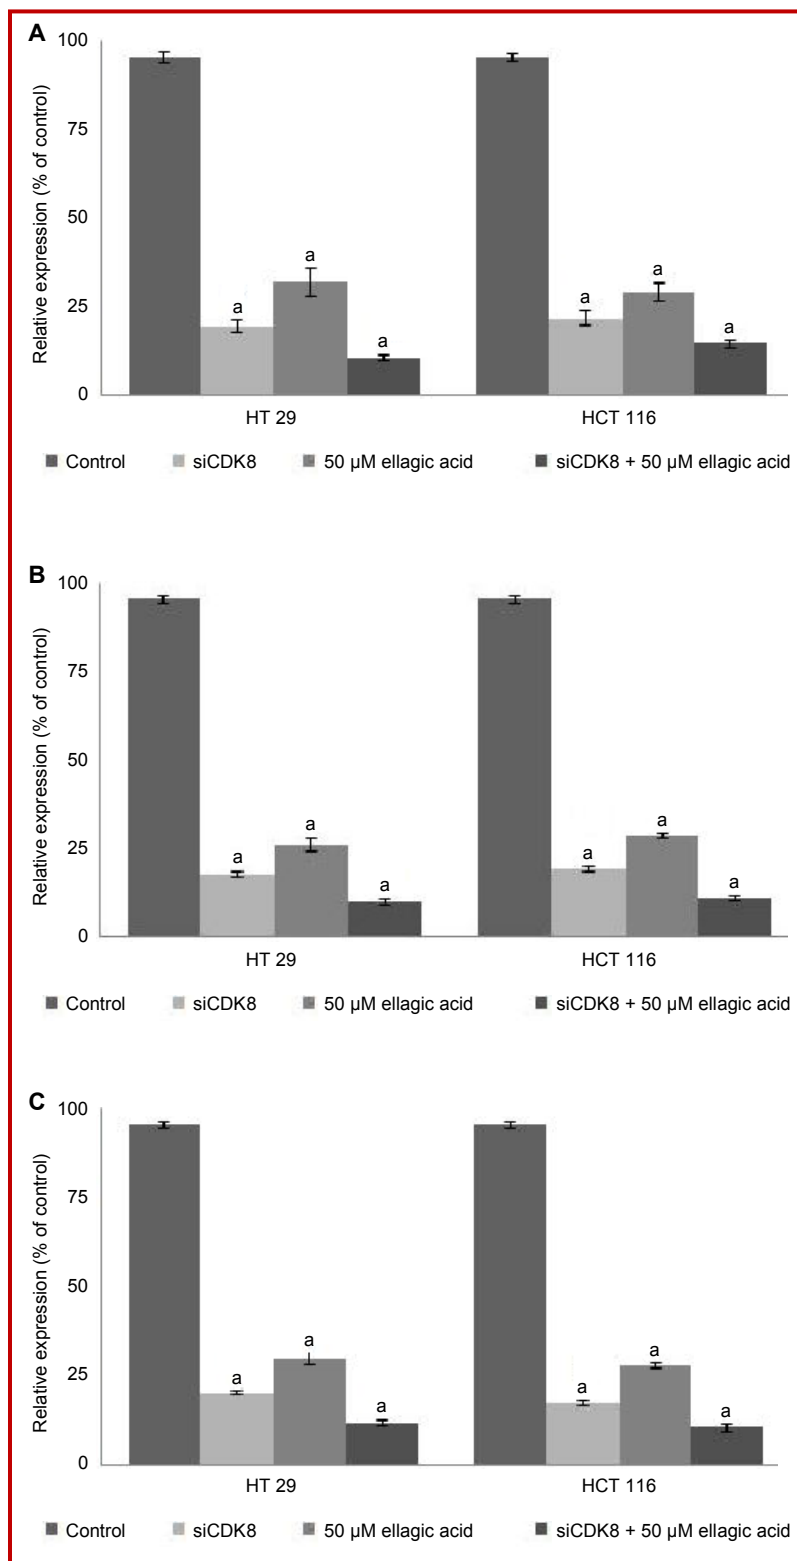 A
Relative expression (% of control)
100
75
50
25
0
a
a
a
a
a
a
HT 29
HCT 116
Control
siCDK8
50 µM ellagic acid
siCDK8 + 50 µM ellagic acid
B
Relative expression (% of control)
100
75
50
25
0
a
a
a
a
a
a
HT 29
HCT 116
Control
siCDK8
50 µM ellagic acid
siCDK8 + 50 µM ellagic acid
C
Relative expression (% of control)
100
75
50
25
0
a
a
a
a
a
a
HT 29
HCT 116
Control
siCDK8
50 µM ellagic acid
siCDK8 + 50 µM ellagic acid